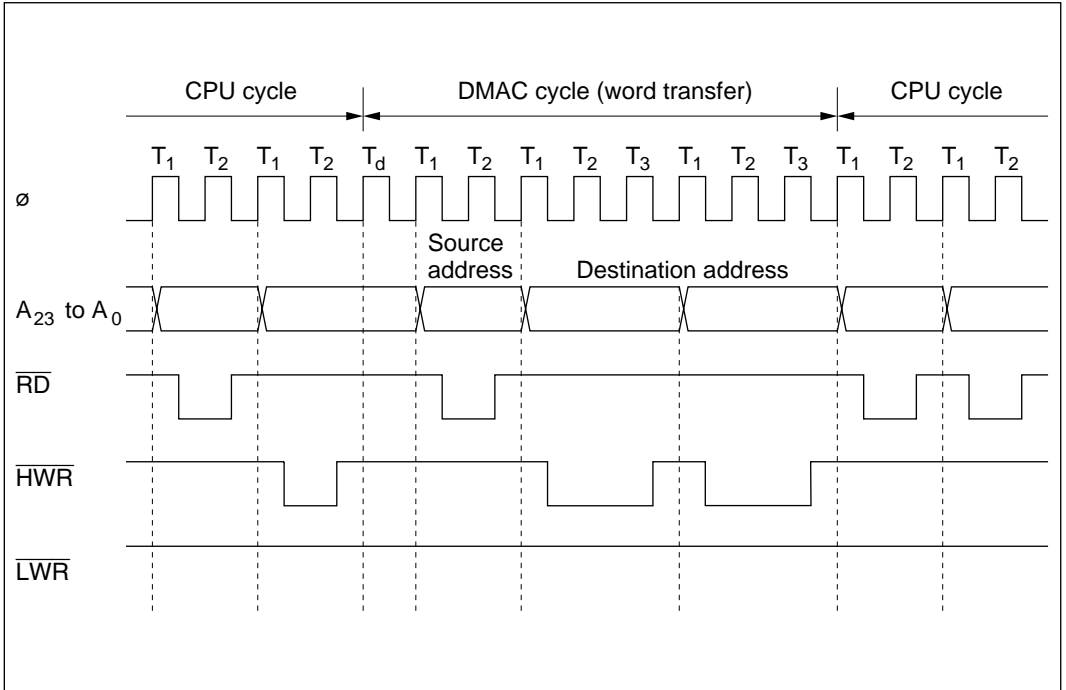 CPU cycle DMAC cycle (word transfer) CPU cycle
T1 T2 T1 T2 Td T1 T2 T1 T2 T3 T1 T2 T3 T1 T2 T1 T2
ø
Source
address Destination address
A23 to A0
RD
HWR
LWR